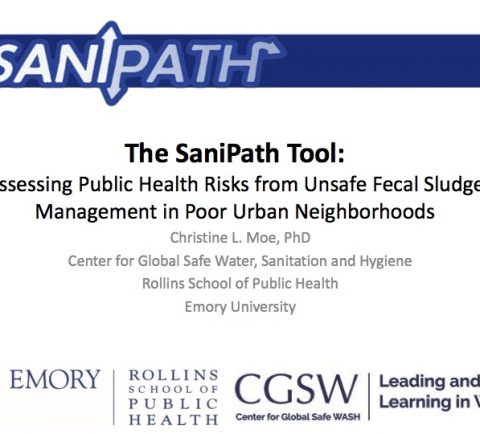 SANIPATH
The SaniPath Tool:
ssessing Public Health Risks from Unsafe Fecal Sludge
Management in Poor Urban Neighborhoods
Christine L. Moe, PhD
Center for Global Safe Water, Sanitation and Hygiene
Rollins School of Public Health
Emory University
EMORY
ROLLINS
SCHOOL OF
PUBLIC
HEALTH
CGSW
Center for Global Safe WASH
Leading and
Learning in W